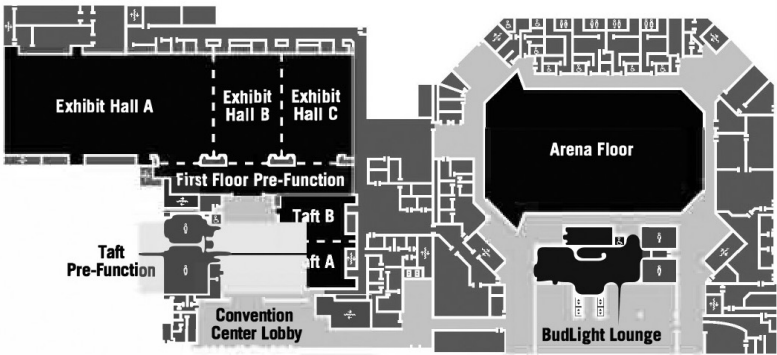 Exhibit Hall A
Exhibit
Hall B
Exhibit
Hall C
Arena Floor
First Floor Pre-Function
Taft B
Taft
Pre-Function
aft A
Convention
Center Lobby
BudLight Lounge